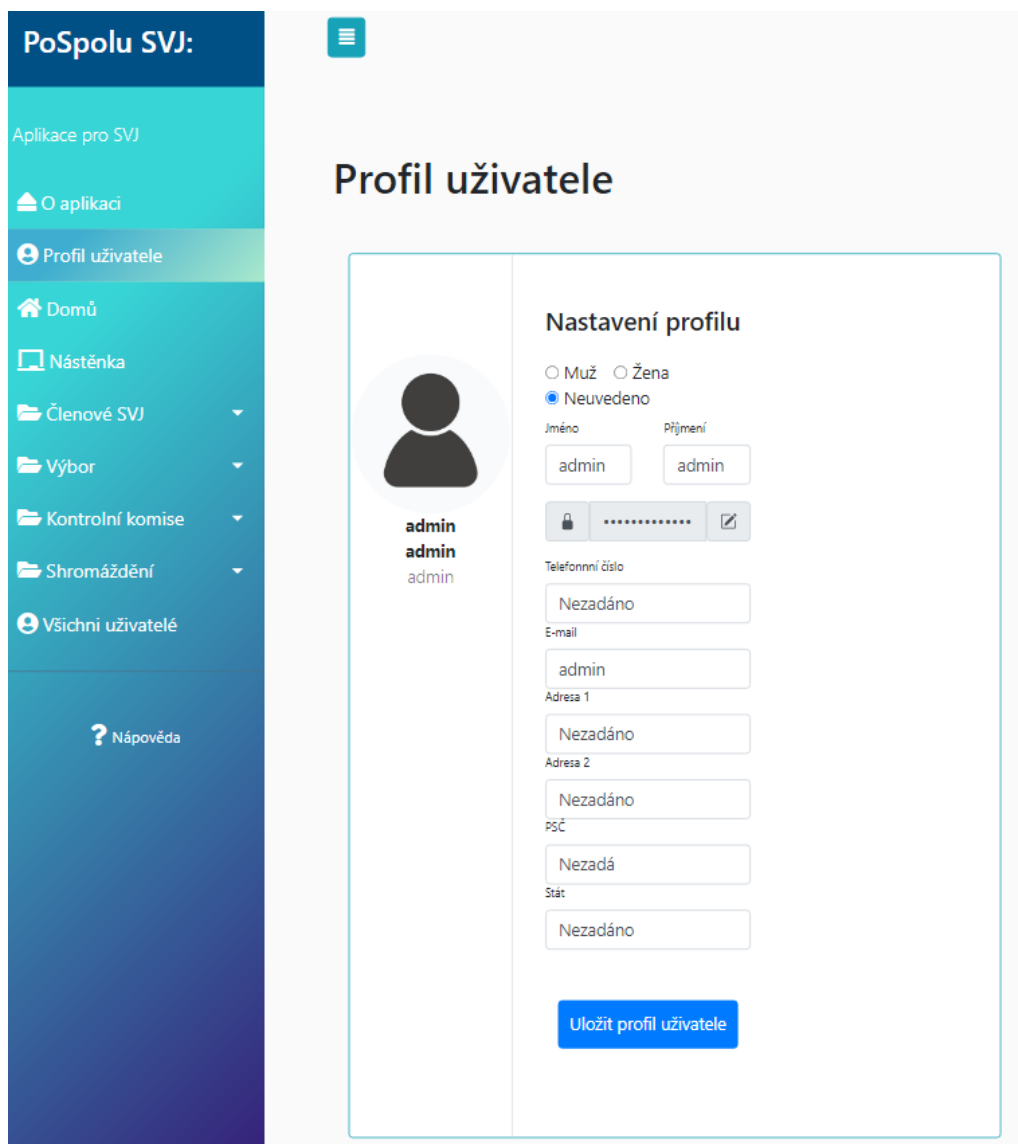 PoSpolu SVJ:
Aplikace pro SVJ
O aplikaci
Profil uživatele
Domů
Nástěnka
Členové SVJ
Výbor
Kontrolní komise
Shromáždění
Všichni uživatelé
? Nápověda
Profil uživatele
admin
admin
admin
Nastavení profilu
Muž Žena
Neuvedeno
Jméno Příjmení
admin admin
•••••••••••••
Telefonnní číslo
Nezadáno
E-mail
admin
Adresa 1
Nezadáno
Adresa 2
Nezadáno
PSČ
Nezadá
Stát
Nezadáno
Uložit profil uživatele